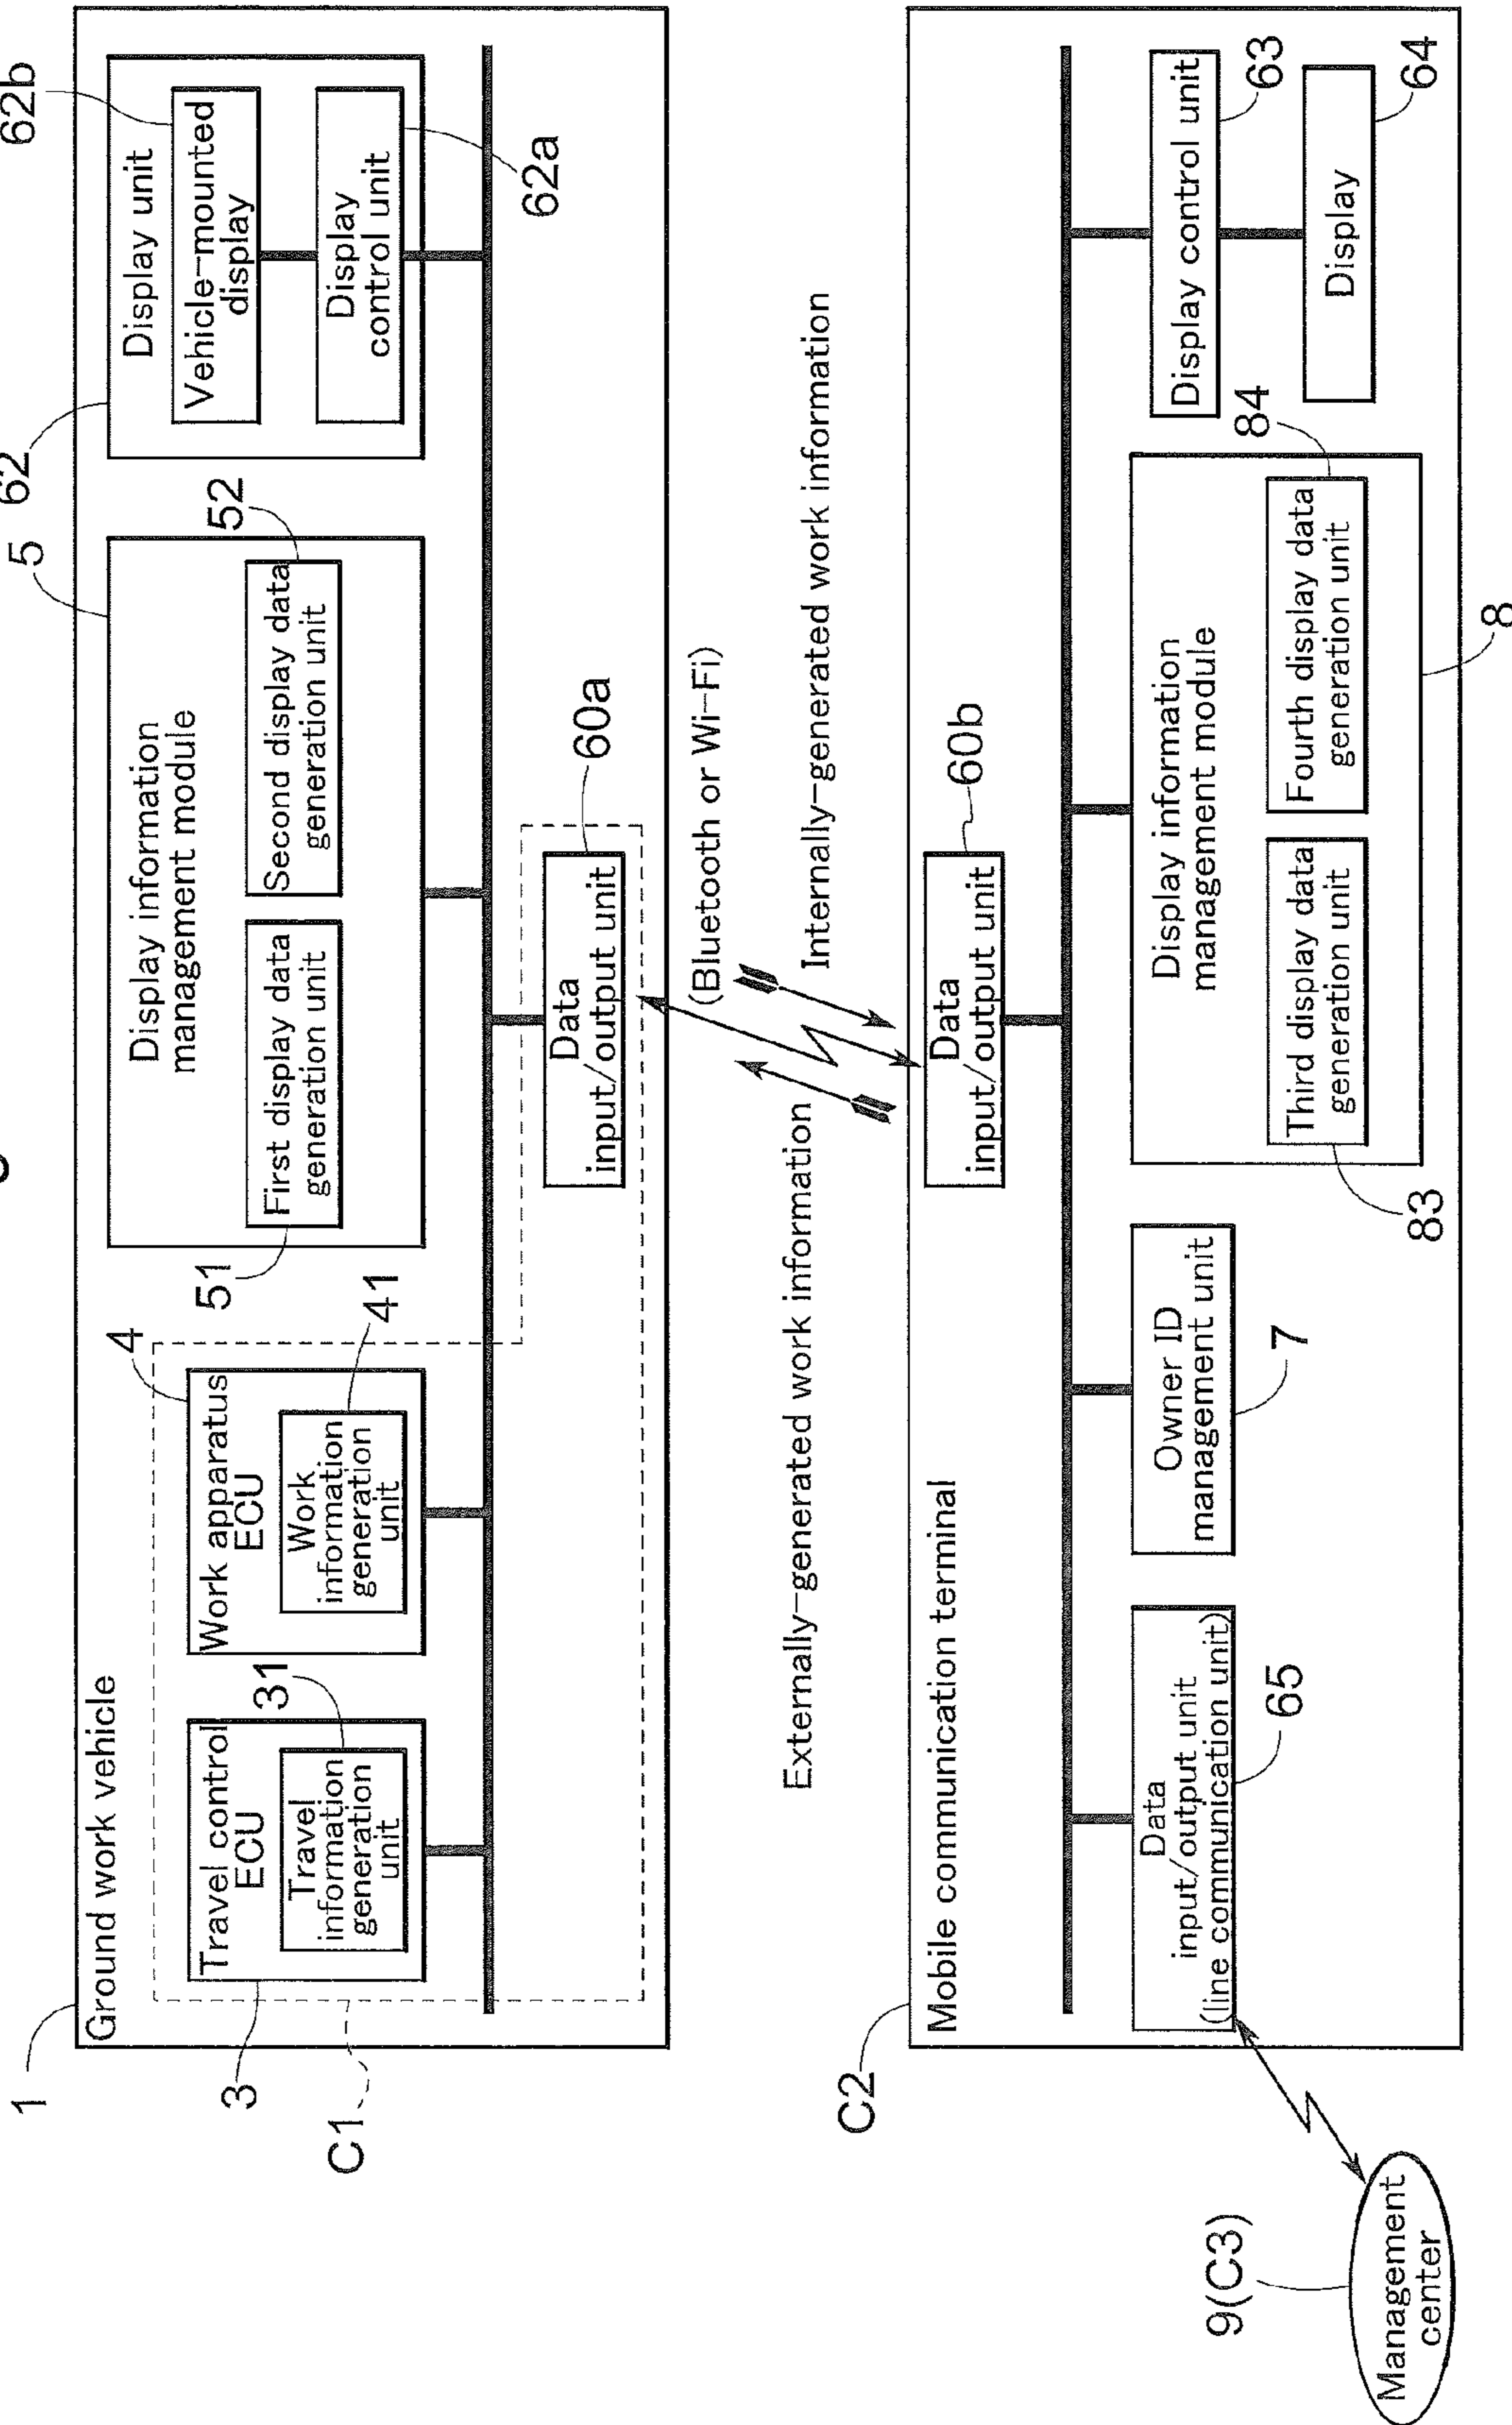 1
Ground work vehicle
3
Travel control
ECU
Travel
information
generation
unit
31
4
Work apparatus
ECU
Work
information
generation
unit
41
C1
5
Display information
management module
First display data
generation unit
51
Second display data
generation unit
52
62
Display unit
Vehicle-mounted
display
62b
Display
control unit
62a
Data
input/output unit
60a
(Bluetooth or Wi-Fi)
Externally-generated work information
Internally-generated work information
C2
Mobile communication terminal
Data
input/output unit
60b
Data
input/output unit
(line communication unit)
65
Owner ID
management unit
7
Display information
management module
Third display data
generation unit
83
Fourth display data
generation unit
84
8
Display control unit
63
Display
64
9(C3)
Management
center